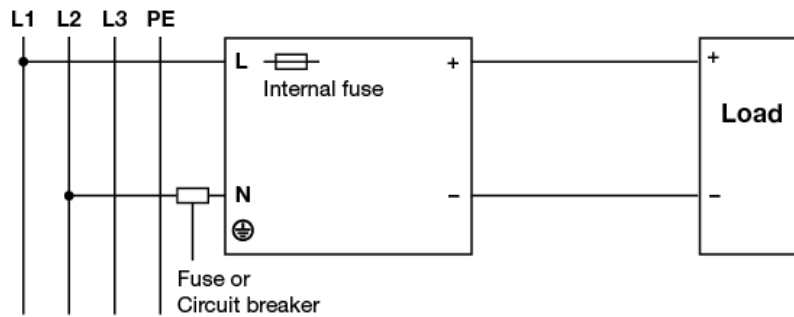 L1 L2 L3 PE
L
Internal fuse
+
+
Load
N
–
–
Fuse or
Circuit breaker